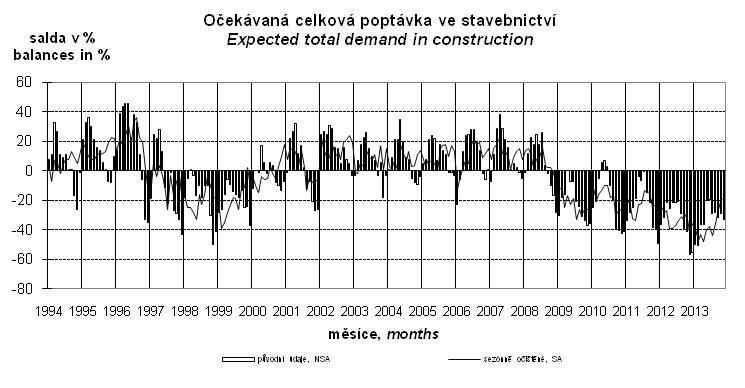 Očekávaná celková poptávka ve stavebnictví
Expected total demand in construction
salda v %
balances in %
60
40
20
0
-20
-40
-60
-80
1994 1995 1996 1997 1998 1999 2000 2001 2002 2003 2004 2005 2006 2007 2008 2009 2010 2011 2012 2013
měsíce, months
původní údaje, NSA
sezónně očištěné, SA